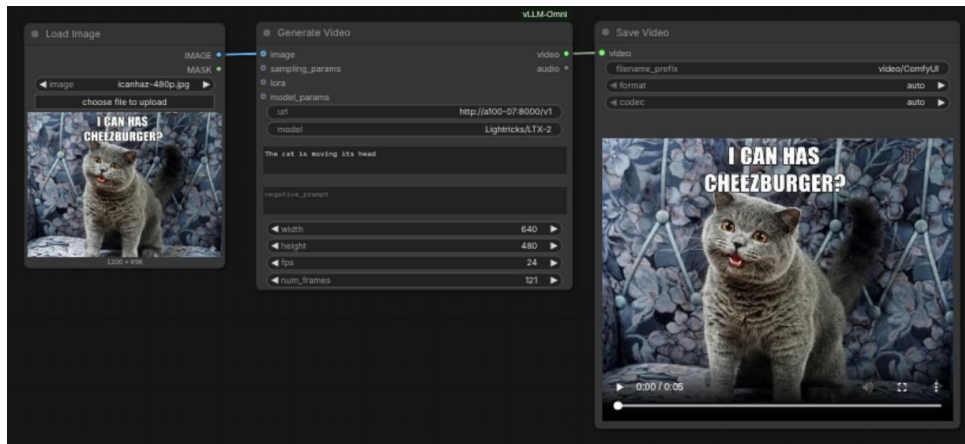 vLLM-Omni
Load Image
IMAGE
MASK
image icanhaz-480p.jpg
choose file to upload
I CAN HAS
CHEEZBURGER?
1200 × 896
Generate Video
image video
sampling_params audio
lora
model_params
url http://a100-07:8000/v1
model Lightricks/LTX-2
The cat is moving its head
negative_prompt
width 640
height 480
fps 24
num_frames 121
Save Video
video
filename_prefix video/ComfyUI
format auto
codec auto
I CAN HAS
CHEEZBURGER?
0:00 / 0:05